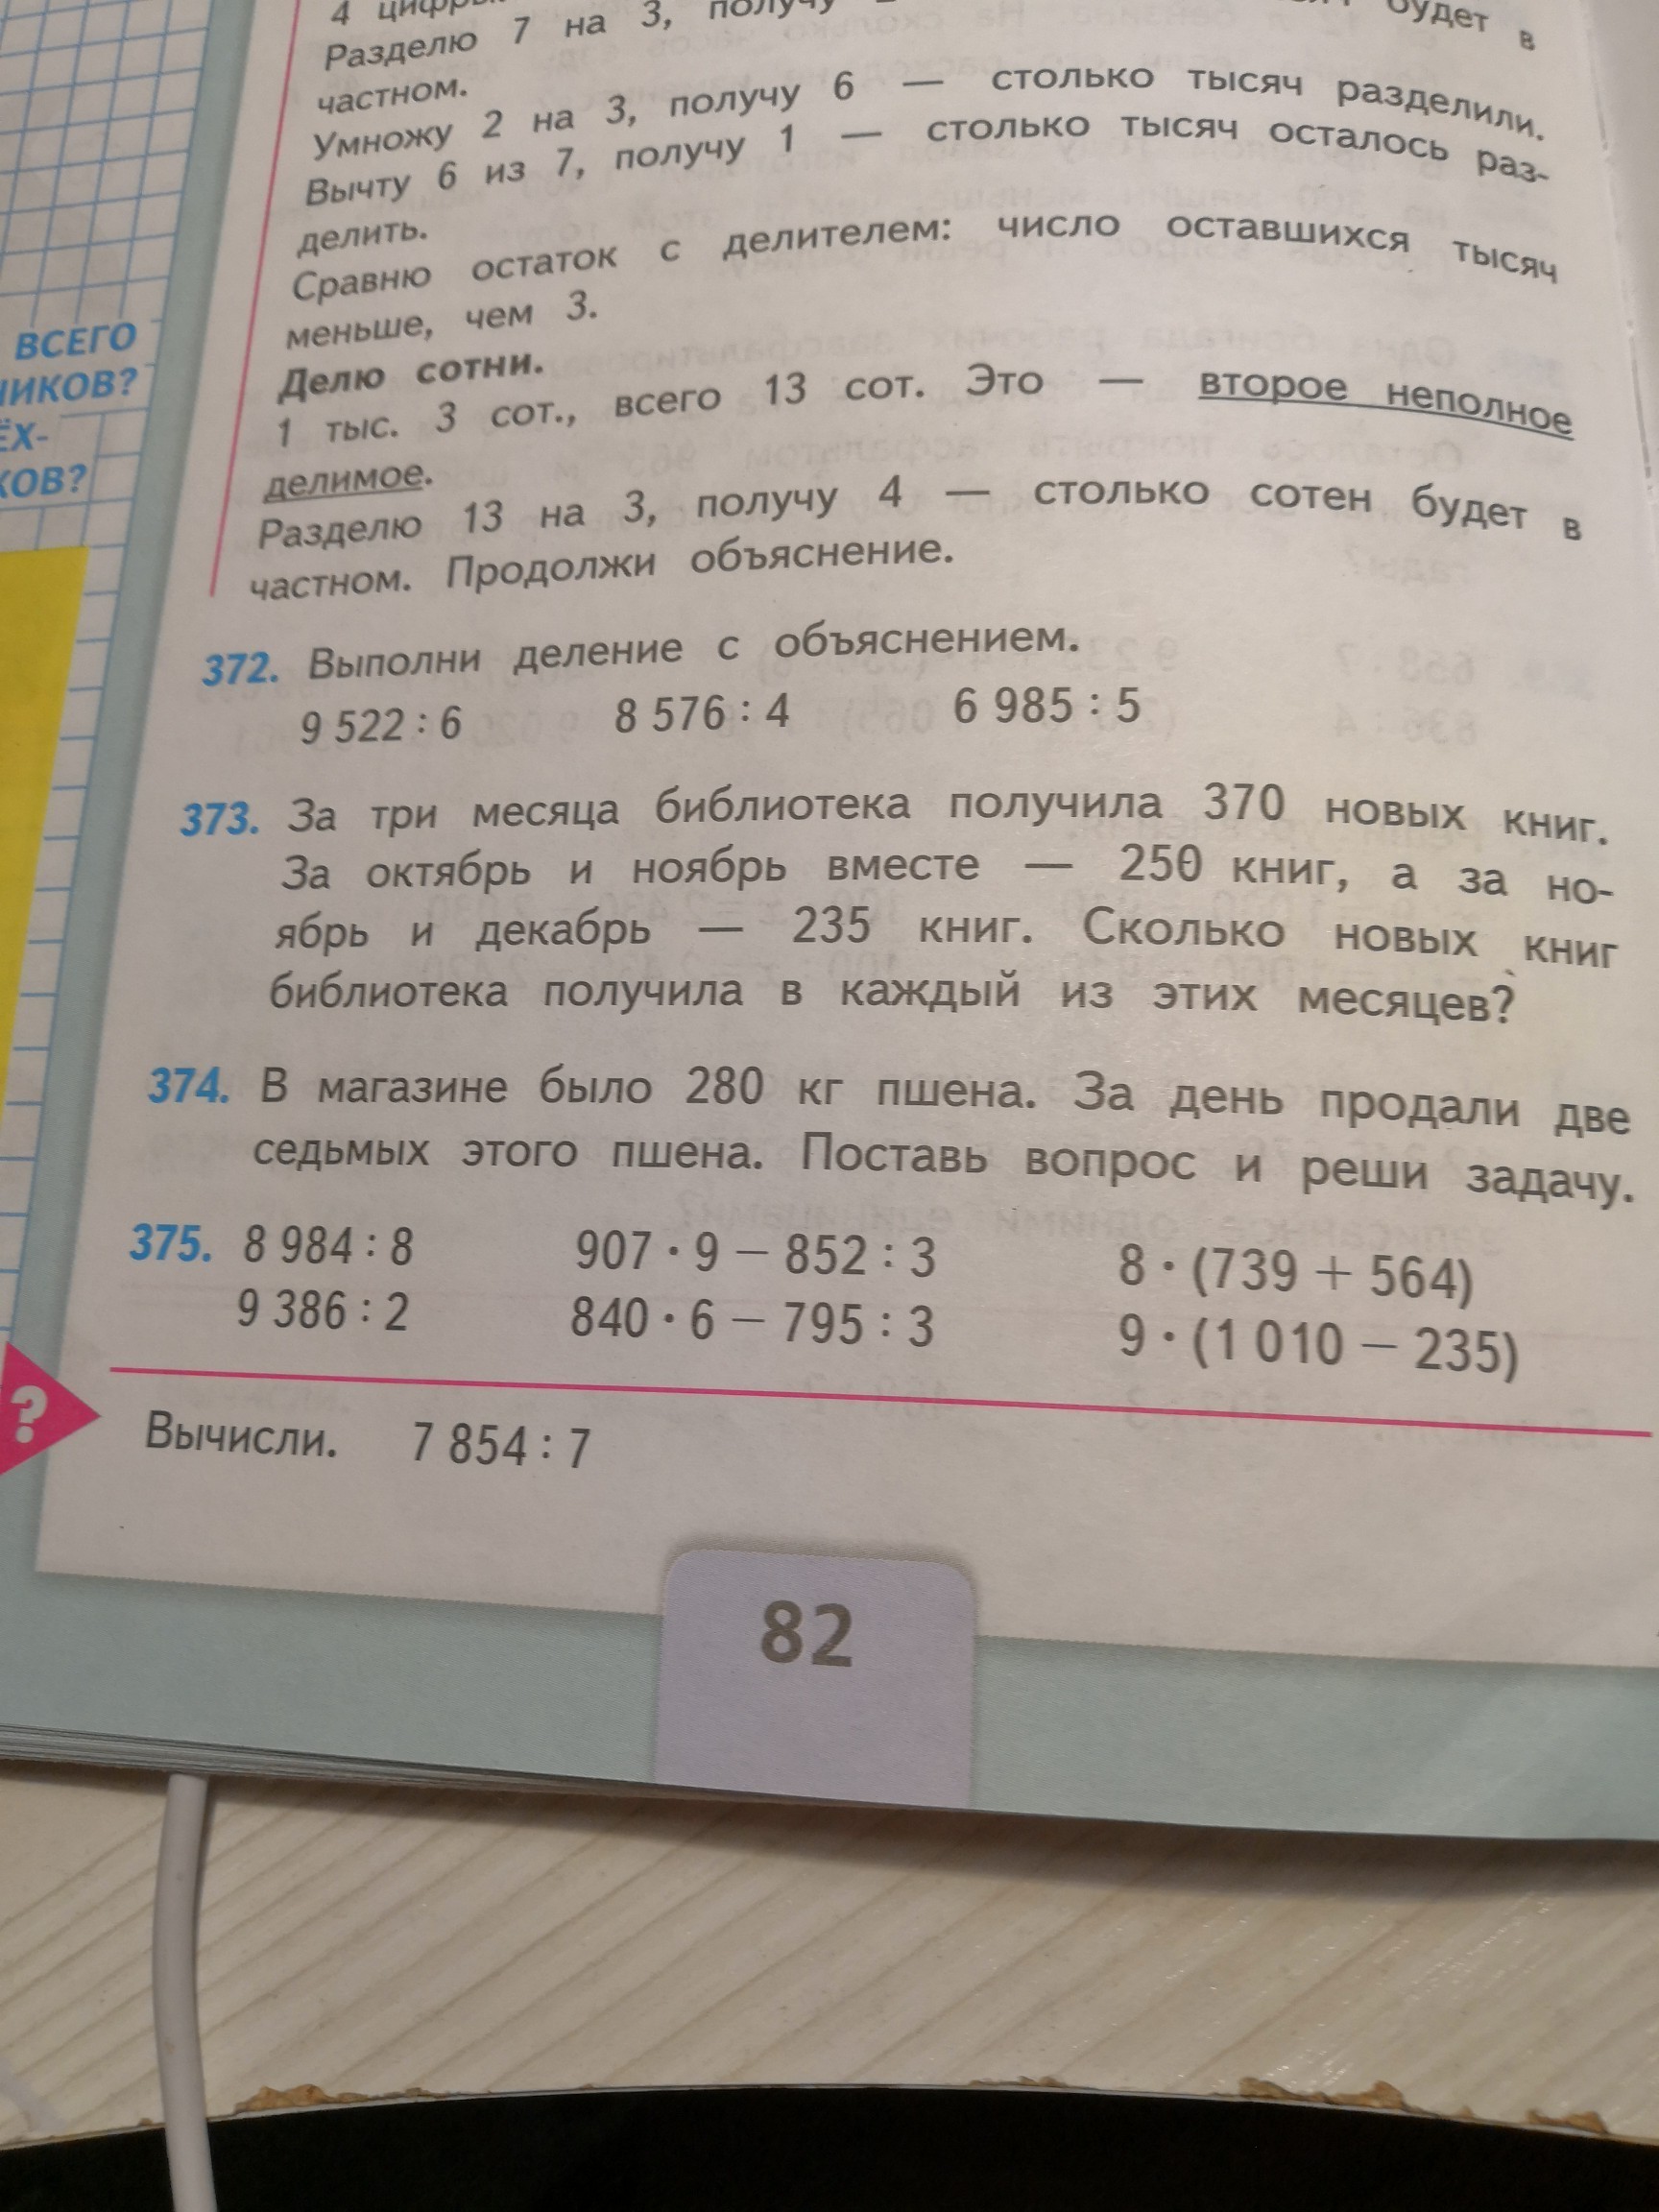 4
Разделю 7 на 3, получу будет в
частном.
Умножу 2 на 3, получу 6 — столько тысяч разделили.
Вычту 6 из 7, получу 1 — столько тысяч осталось раз-
делить.
Сравню остаток с делителем: число оставшихся тысяч
меньше, чем 3.
Делю сотни.
1 тыс. 3 сот., всего 13 сот. Это — второе неполное
делимое.
Разделю 13 на 3, получу 4 — столько сотен будет в
частном. Продолжи объяснение.
ВСЕГО
372. Выполни деление с объяснением.
9 522 : 6 8 576 : 4 6 985 : 5
373. За три месяца библиотека получила 370 новых книг.
За октябрь и ноябрь вместе — 250 книг, а за но-
ябрь и декабрь — 235 книг. Сколько новых книг
библиотека получила в каждый из этих месяцев?
374. В магазине было 280 кг пшена. За день продали две
седьмых этого пшена. Поставь вопрос и реши задачу.
375. 8 984 : 8 907 · 9 − 852 : 3 8 · (739 + 564)
9 386 : 2 840 · 6 − 795 : 3 9 · (1 010 − 235)
?
Вычисли. 7 854 : 7
82